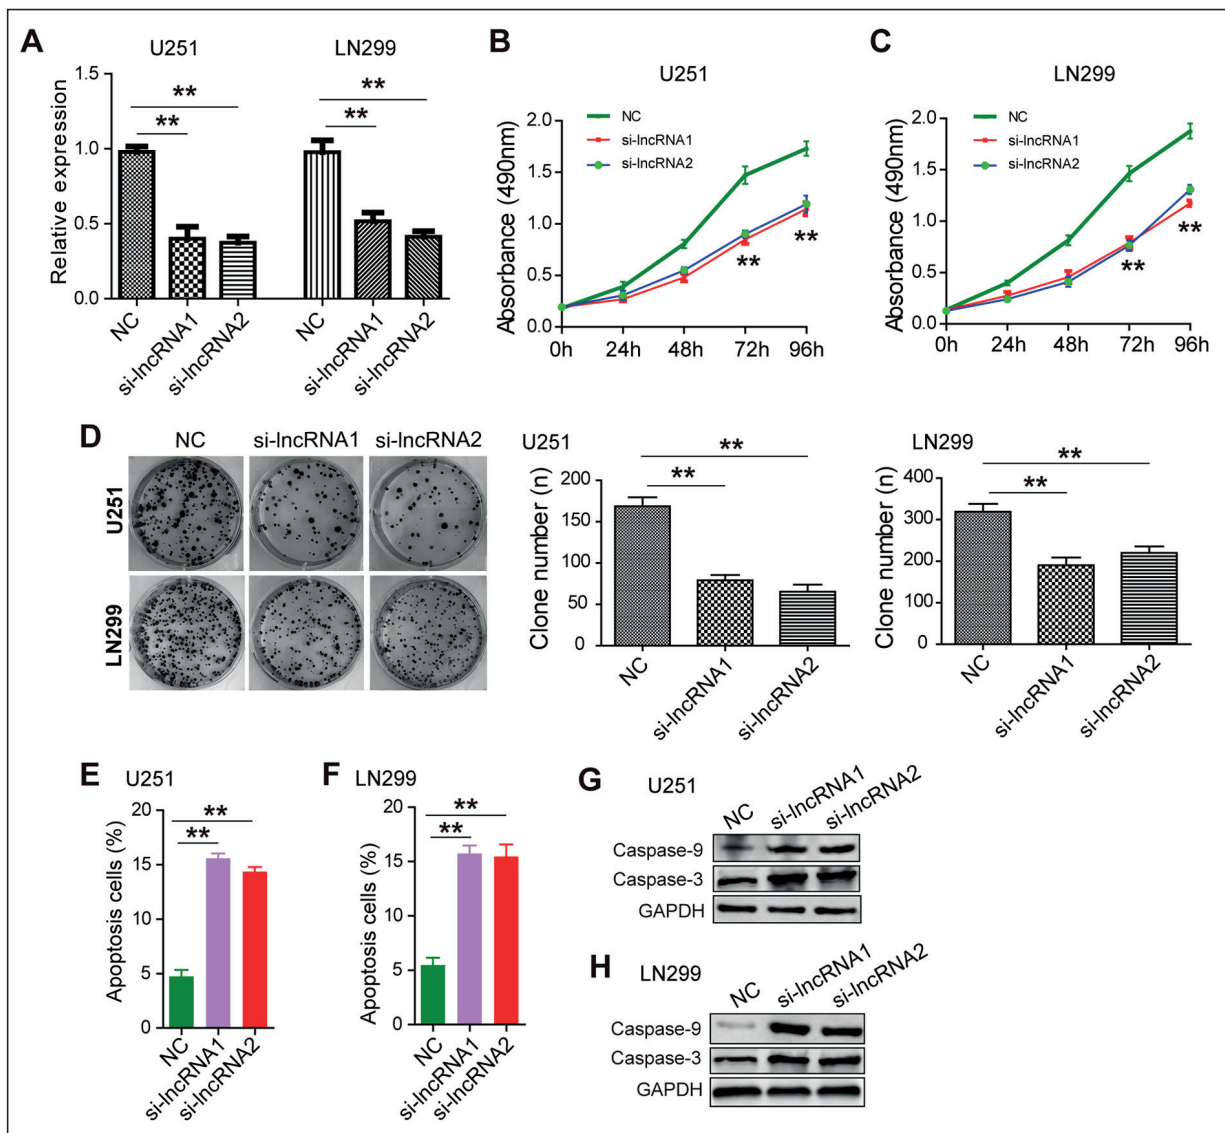 A
U251
LN299
Relative expression
1.5
1.0
0.5
0.0
**
**
**
**
NC
si-lncRNA1
si-lncRNA2
NC
si-lncRNA1
si-lncRNA2
B
U251
NC
si-lncRNA1
si-lncRNA2
Absorbance (490nm)
2.0
1.5
1.0
0.5
0.0
**
**
0h 24h 48h 72h 96h
C
LN299
NC
si-lncRNA1
si-lncRNA2
Absorbance (490nm)
2.0
1.5
1.0
0.5
0.0
**
**
0h 24h 48h 72h 96h
D
NC si-lncRNA1 si-lncRNA2
U251
LN299
U251
Clone number (n)
200
150
100
50
0
**
**
NC
si-lncRNA1
si-lncRNA2
LN299
Clone number (n)
400
300
200
100
0
**
**
NC
si-lncRNA1
si-lncRNA2
E U251
Apoptosis cells (%)
20
15
10
5
0
**
**
NC
si-lncRNA1
si-lncRNA2
F LN299
Apoptosis cells (%)
20
15
10
5
0
**
**
NC
si-lncRNA1
si-lncRNA2
G U251
NC si-lncRNA1 si-lncRNA2
Caspase-9
Caspase-3
GAPDH
H LN299
NC si-lncRNA1 si-lncRNA2
Caspase-9
Caspase-3
GAPDH